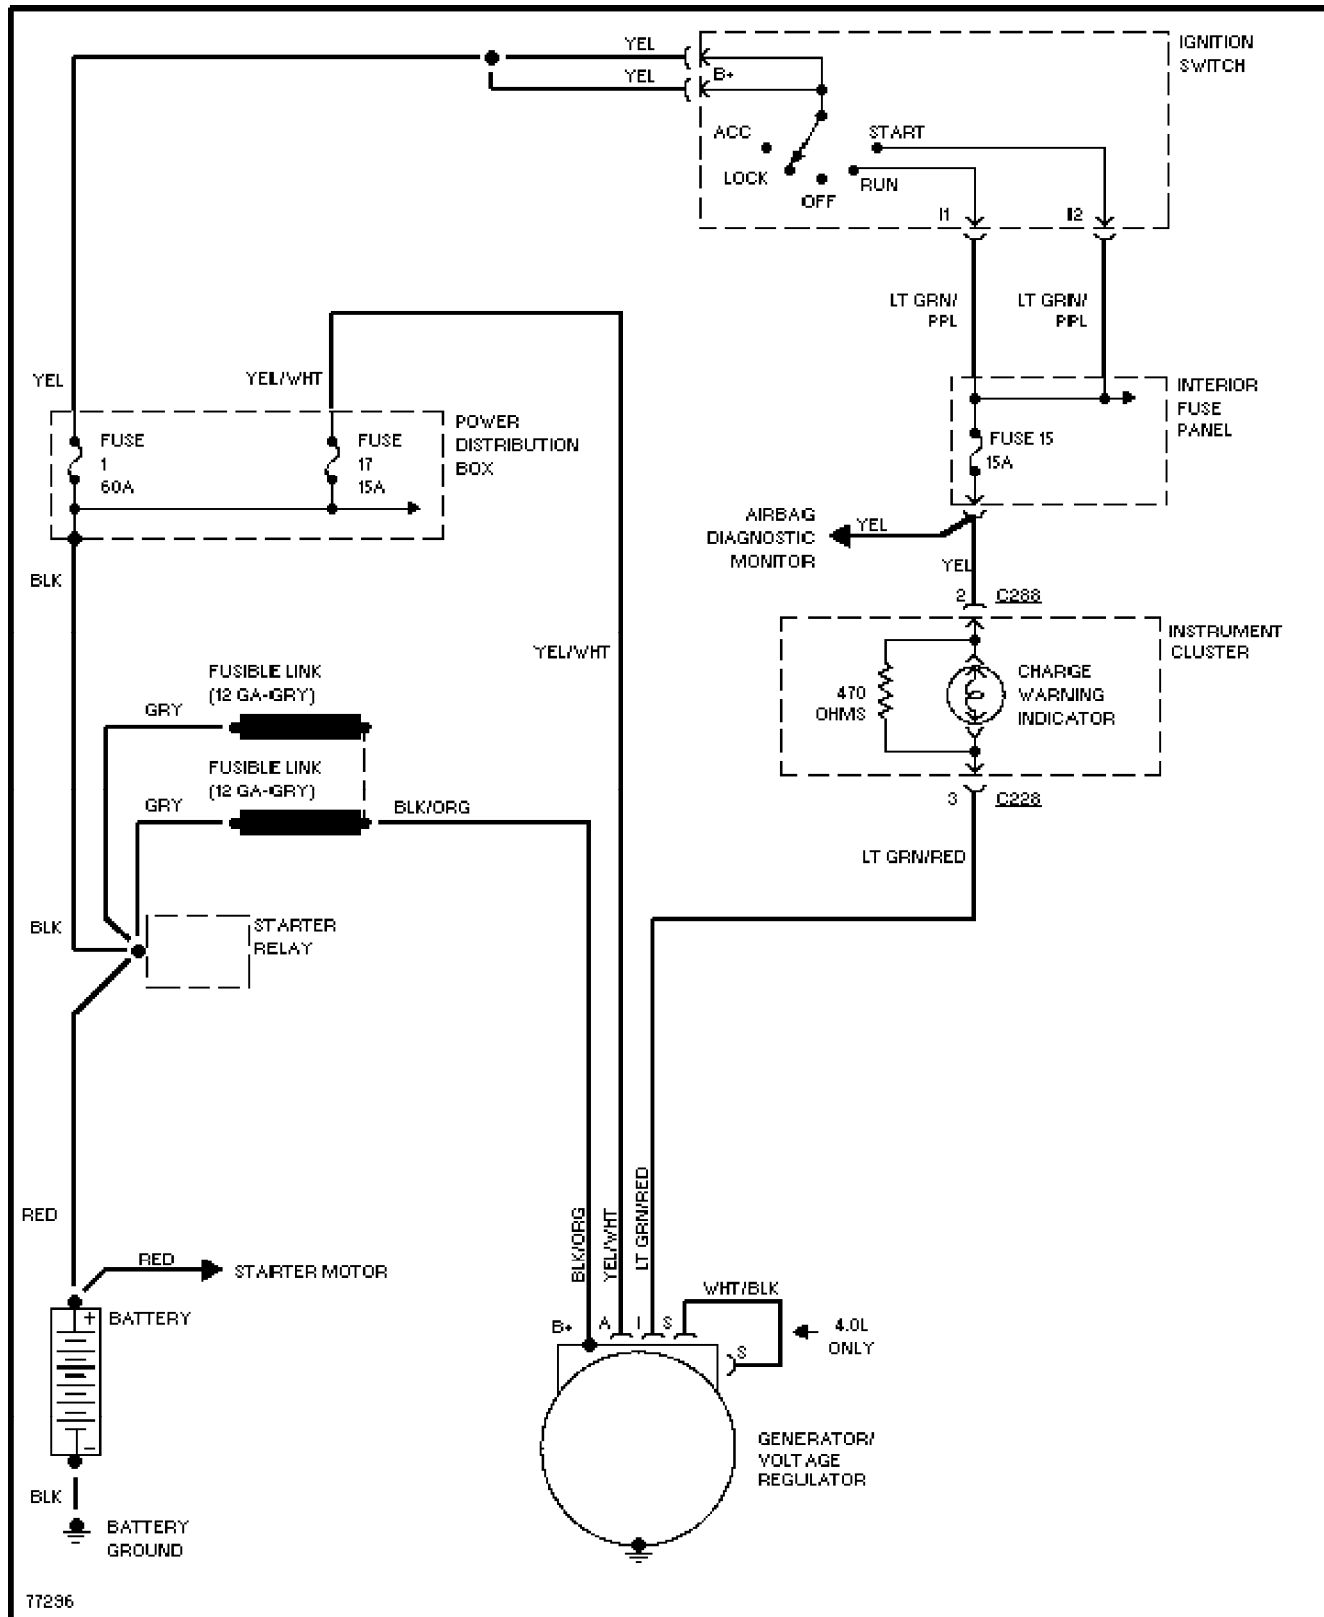 YEL
IGNITION
SWITCH
YEL
B+
ACC
START
LOCK
RUN
OFF
I1
I2
LT GRN/
PPL
LT GRN/
PPL
YEL
YEL/WHT
INTERIOR
FUSE
PANEL
POWER
DISTRIBUTION
BOX
FUSE
1
60A
FUSE
17
15A
FUSE 15
15A
AIRBAG
DIAGNOSTIC
MONITOR
YEL
YEL
BLK
2
C288
INSTRUMENT
CLUSTER
YEL/WHT
FUSIBLE LINK
(12 GA-GRY)
GRY
470
OHMS
CHARGE
WARNING
INDICATOR
FUSIBLE LINK
(12 GA-GRY)
GRY
BLK/ORG
3
C228
LT GRN/RED
BLK
STARTER
RELAY
RED
BLK/ORG
YEL/WHT
LT GRN/RED
RED
STARTER MOTOR
WHT/BLK
+
BATTERY
B+
A
I
S
4.0L
ONLY
S
-
GENERATOR/
VOLTAGE
REGULATOR
BLK
BATTERY
GROUND
77296